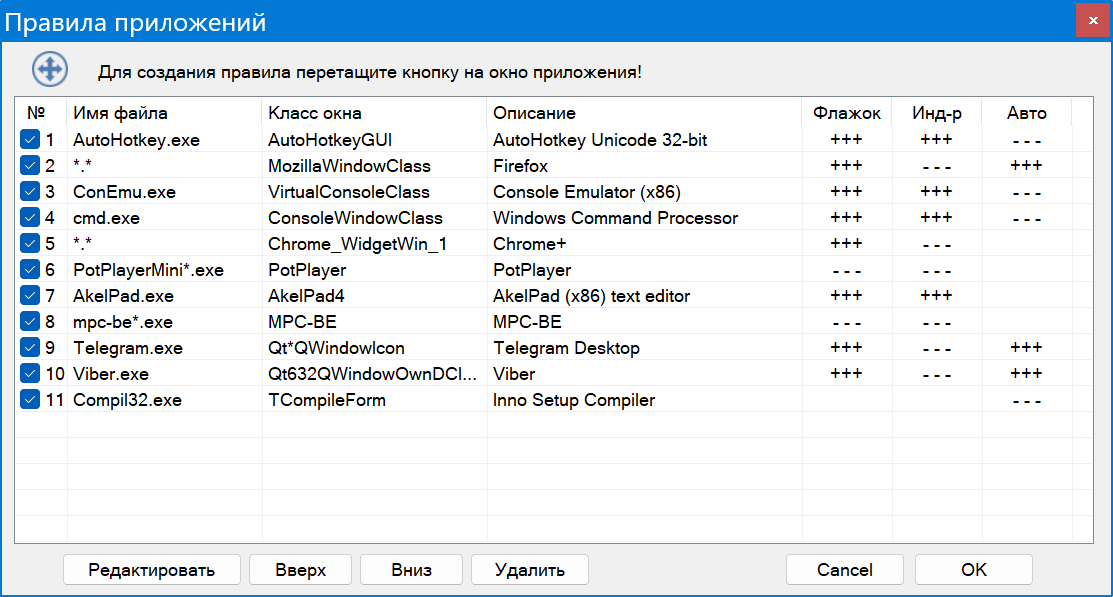 Правила приложений
Для создания правила перетащите кнопку на окно приложения!
№ Имя файла Класс окна Описание Флажок Инд-р Авто
1 AutoHotkey.exe AutoHotkeyGUI AutoHotkey Unicode 32-bit +++ +++ ---
2 *.* MozillaWindowClass Firefox +++ --- +++
3 ConEmu.exe VirtualConsoleClass Console Emulator (x86) +++ +++ ---
4 cmd.exe ConsoleWindowClass Windows Command Processor +++ +++ ---
5 *.* Chrome_WidgetWin_1 Chrome+ +++ ---
6 PotPlayerMini*.exe PotPlayer PotPlayer --- ---
7 AkelPad.exe AkelPad4 AkelPad (x86) text editor +++ +++
8 mpc-be*.exe MPC-BE MPC-BE --- ---
9 Telegram.exe Qt*QWindowIcon Telegram Desktop +++ --- +++
10 Viber.exe Qt632QWindowOwnDCl... Viber +++ --- +++
11 Compil32.exe TCompileForm Inno Setup Compiler ---
Редактировать Вверх Вниз Удалить Cancel OK